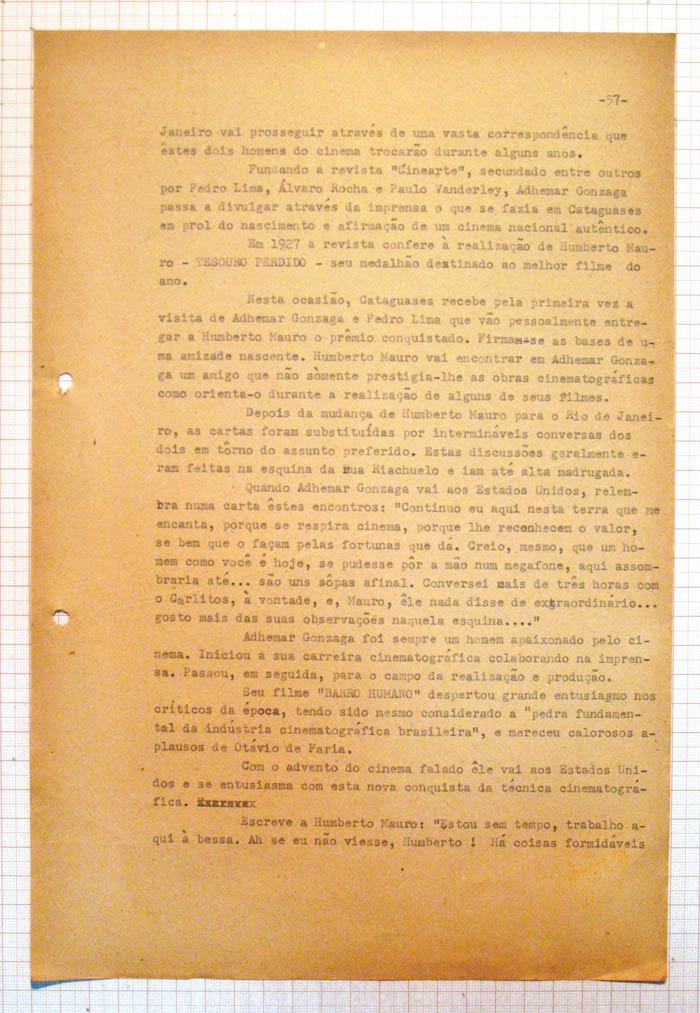 -57-
Janeiro vai prosseguir através de uma vasta correspondência que
êstes dois homens do cinema trocarão durante alguns anos.
Fundando a revista "Cinearte", secundado entre outros
por Pedro Lima, Álvaro Rocha e Paulo Vanderley, Adhemar Gonzaga
passa a divulgar através da imprensa o que se fazia em Cataguases
em prol do nascimento e afirmação de um cinema nacional autêntico.
Em 1927 a revista confere à realização de Humberto Mau-
ro - TESOURO PERDIDO - seu medalhão destinado ao melhor filme do
ano.
Nesta ocasião, Cataguases recebe pela primeira vez a
visita de Adhemar Gonzaga e Pedro Lima que vão pessoalmente entre-
gar a Humberto Mauro o prêmio conquistado. Firmam-se as bases de u-
ma amizade nascente. Humberto Mauro vai encontrar em Adhemar Gonza-
ga um amigo que não sòmente prestigia-lhe as obras cinematográficas
como orienta-o durante a realização de alguns de seus filmes.
Depois da mudança de Humberto Mauro para o Rio de Janei-
ro, as cartas foram substituídas por intermináveis conversas dos
dois em tôrno do assunto preferido. Estas discussões geralmente e-
ram feitas na esquina da rua Riachuelo e iam até alta madrugada.
Quando Adhemar Gonzaga vai aos Estados Unidos, relem-
bra numa carta êstes encontros: "Continuo eu aqui nesta terra que me
encanta, porque se respira cinema, porque lhe reconhecem o valor,
se bem que o façam pelas fortunas que dá. Creio, mesmo, que um ho-
mem como você é hoje, se pudesse pôr a mão num megafone, aqui assom-
braria até... são uns sôpas afinal. Conversei mais de três horas com
o Carlitos, à vontade, e, Mauro, êle nada disse de extraordinário...
gosto mais das suas observações naquela esquina...."
Adhemar Gonzaga foi sempre um homem apaixonado pelo ci-
nema. Iniciou a sua carreira cinematográfica colaborando na impren-
sa. Passou, em seguida, para o campo da realização e produção.
Seu filme "BARRO HUMANO" despertou grande entusiasmo nos
críticos da época, tendo sido mesmo considerado a "pedra fundamen-
tal da indústria cinematográfica brasileira", e mereceu calorosos a-
plausos de Otávio de Faria.
Com o advento do cinema falado êle vai aos Estados Uni-
dos e se entusiasma com esta nova conquista da técnica cinematográ-
fica.
Escreve a Humberto Mauro: "Estou sem tempo, trabalho a-
qui à bessa. Ah se eu não viesse, Humberto ! Há coisas formidáveis